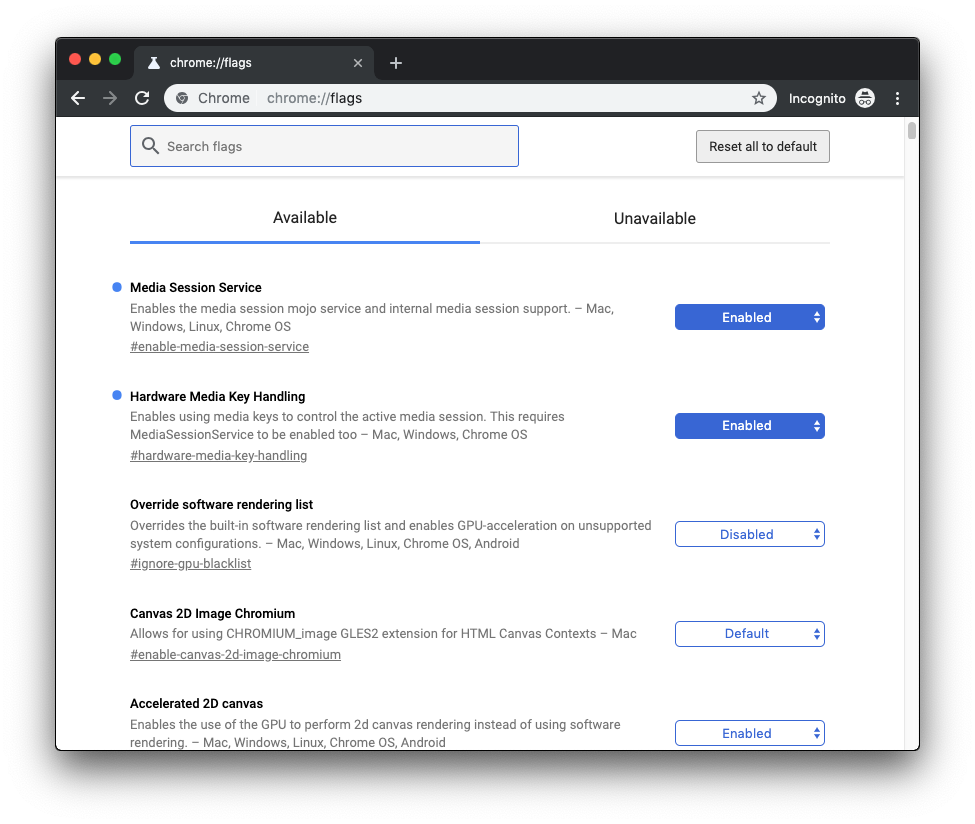 chrome://flags
Chrome chrome://flags
Incognito
Search flags
Reset all to default
Available
Unavailable
Media Session Service
Enables the media session mojo service and internal media session support. – Mac,
Windows, Linux, Chrome OS
#enable-media-session-service
Enabled
Hardware Media Key Handling
Enables using media keys to control the active media session. This requires
MediaSessionService to be enabled too – Mac, Windows, Chrome OS
#hardware-media-key-handling
Enabled
Override software rendering list
Overrides the built-in software rendering list and enables GPU-acceleration on unsupported
system configurations. – Mac, Windows, Linux, Chrome OS, Android
#ignore-gpu-blacklist
Disabled
Canvas 2D Image Chromium
Allows for using CHROMIUM_image GLES2 extension for HTML Canvas Contexts – Mac
#enable-canvas-2d-image-chromium
Default
Accelerated 2D canvas
Enables the use of the GPU to perform 2d canvas rendering instead of using software
rendering. – Mac, Windows, Linux, Chrome OS, Android
Enabled